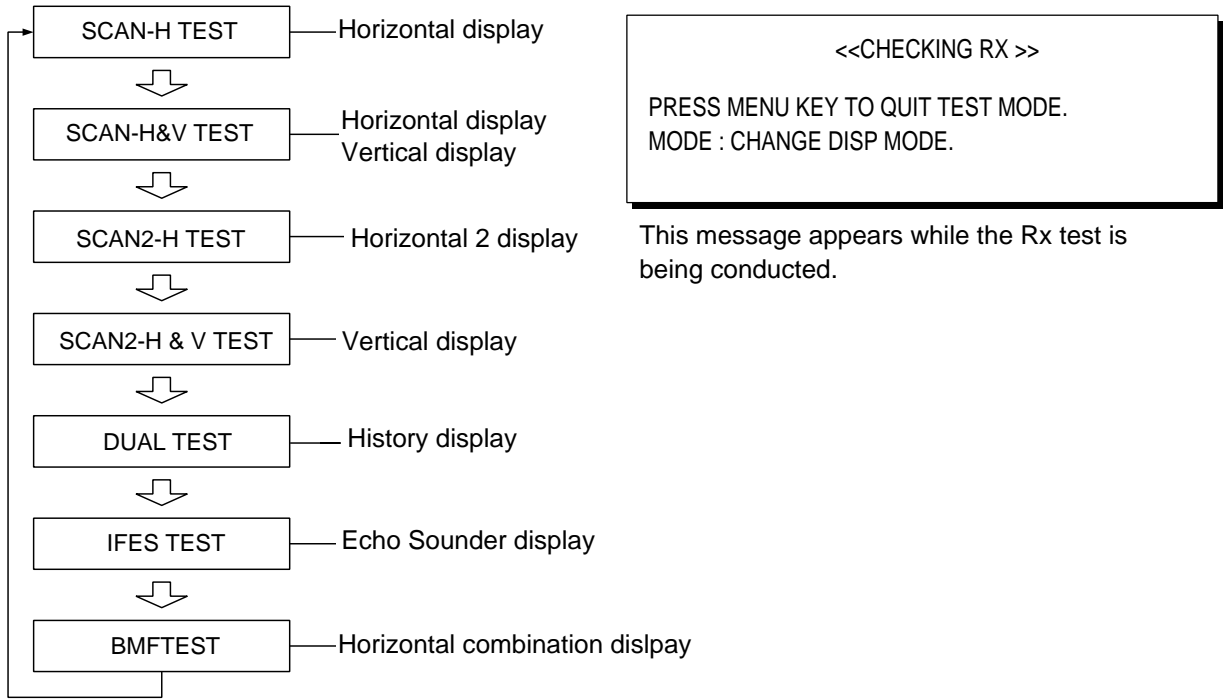 SCAN-H TEST
Horizontal display
SCAN-H&V TEST
Horizontal display
Vertical display
SCAN2-H TEST
Horizontal 2 display
SCAN2-H & V TEST
Vertical display
DUAL TEST
History display
IFES TEST
Echo Sounder display
BMFTEST
Horizontal combination dislpay
<<CHECKING RX >>
PRESS MENU KEY TO QUIT TEST MODE.
MODE : CHANGE DISP MODE.
This message appears while the Rx test is
being conducted.